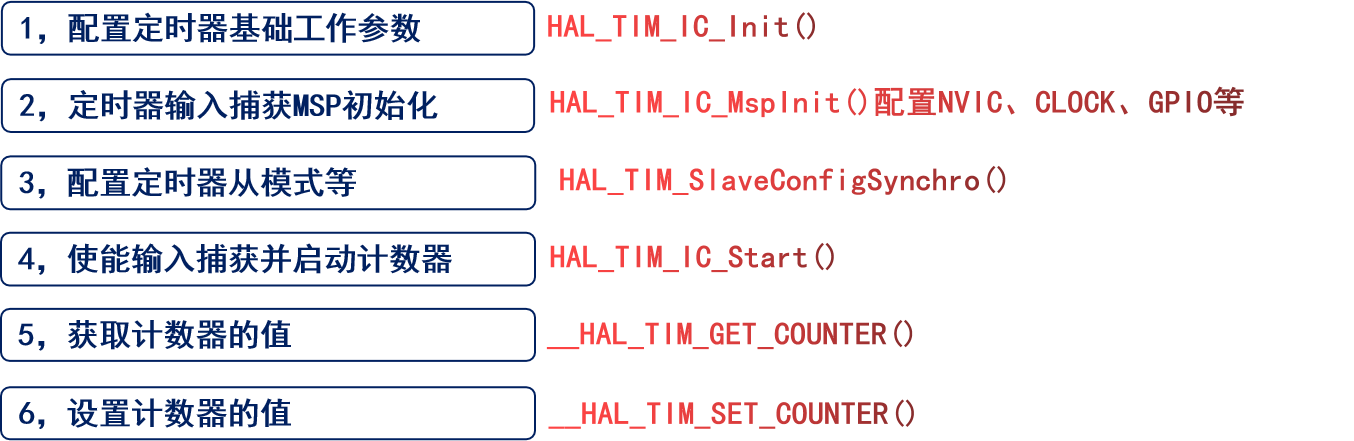 1，配置定时器基础工作参数 HAL_TIM_IC_Init()
2，定时器输入捕获MSP初始化 HAL_TIM_IC_MspInit()配置NVIC、CLOCK、GPIO等
3，配置定时器从模式等 HAL_TIM_SlaveConfigSynchro()
4，使能输入捕获并启动计数器 HAL_TIM_IC_Start()
5，获取计数器的值 __HAL_TIM_GET_COUNTER()
6，设置计数器的值 __HAL_TIM_SET_COUNTER()